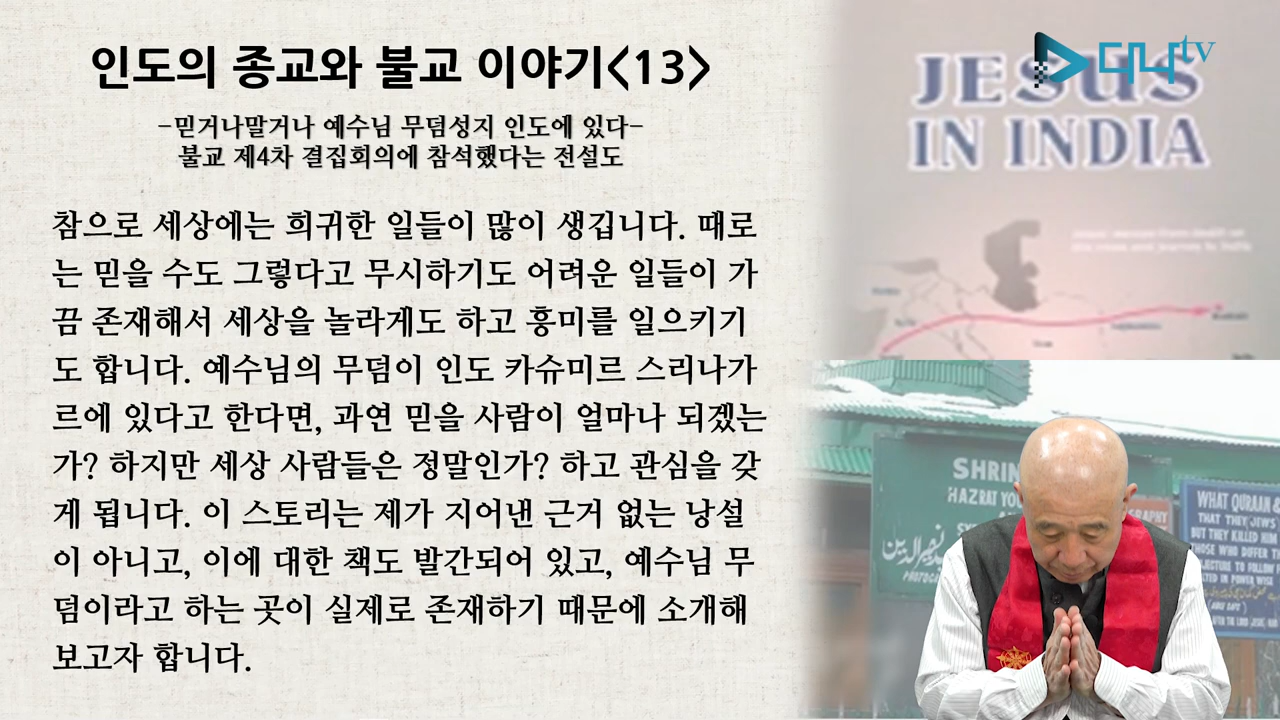 인도의 종교와 불교 이야기<13>
-믿거나말거나 예수님 무덤성지 인도에 있다-
불교 제4차 결집회의에 참석했다는 전설도
참으로 세상에는 희귀한 일들이 많이 생깁니다. 때로
는 믿을 수도 그렇다고 무시하기도 어려운 일들이 가
끔 존재해서 세상을 놀라게도 하고 흥미를 일으키기
도 합니다. 예수님의 무덤이 인도 카슈미르 스리나가
르에 있다고 한다면, 과연 믿을 사람이 얼마나 되겠는
가? 하지만 세상 사람들은 정말인가? 하고 관심을 갖
게 됩니다. 이 스토리는 제가 지어낸 근거 없는 낭설
이 아니고, 이에 대한 책도 발간되어 있고, 예수님 무
덤이라고 하는 곳이 실제로 존재하기 때문에 소개해
보고자 합니다.
tv
JESUS
IN INDIA
SHRIN
HAZRAT YOU
WHAT QURAAN &
THAT THEY JEWS
BUT THEY KILLED HIM
THOSE WHO DIFFER
TO FOLLOW
IN POWER WISE